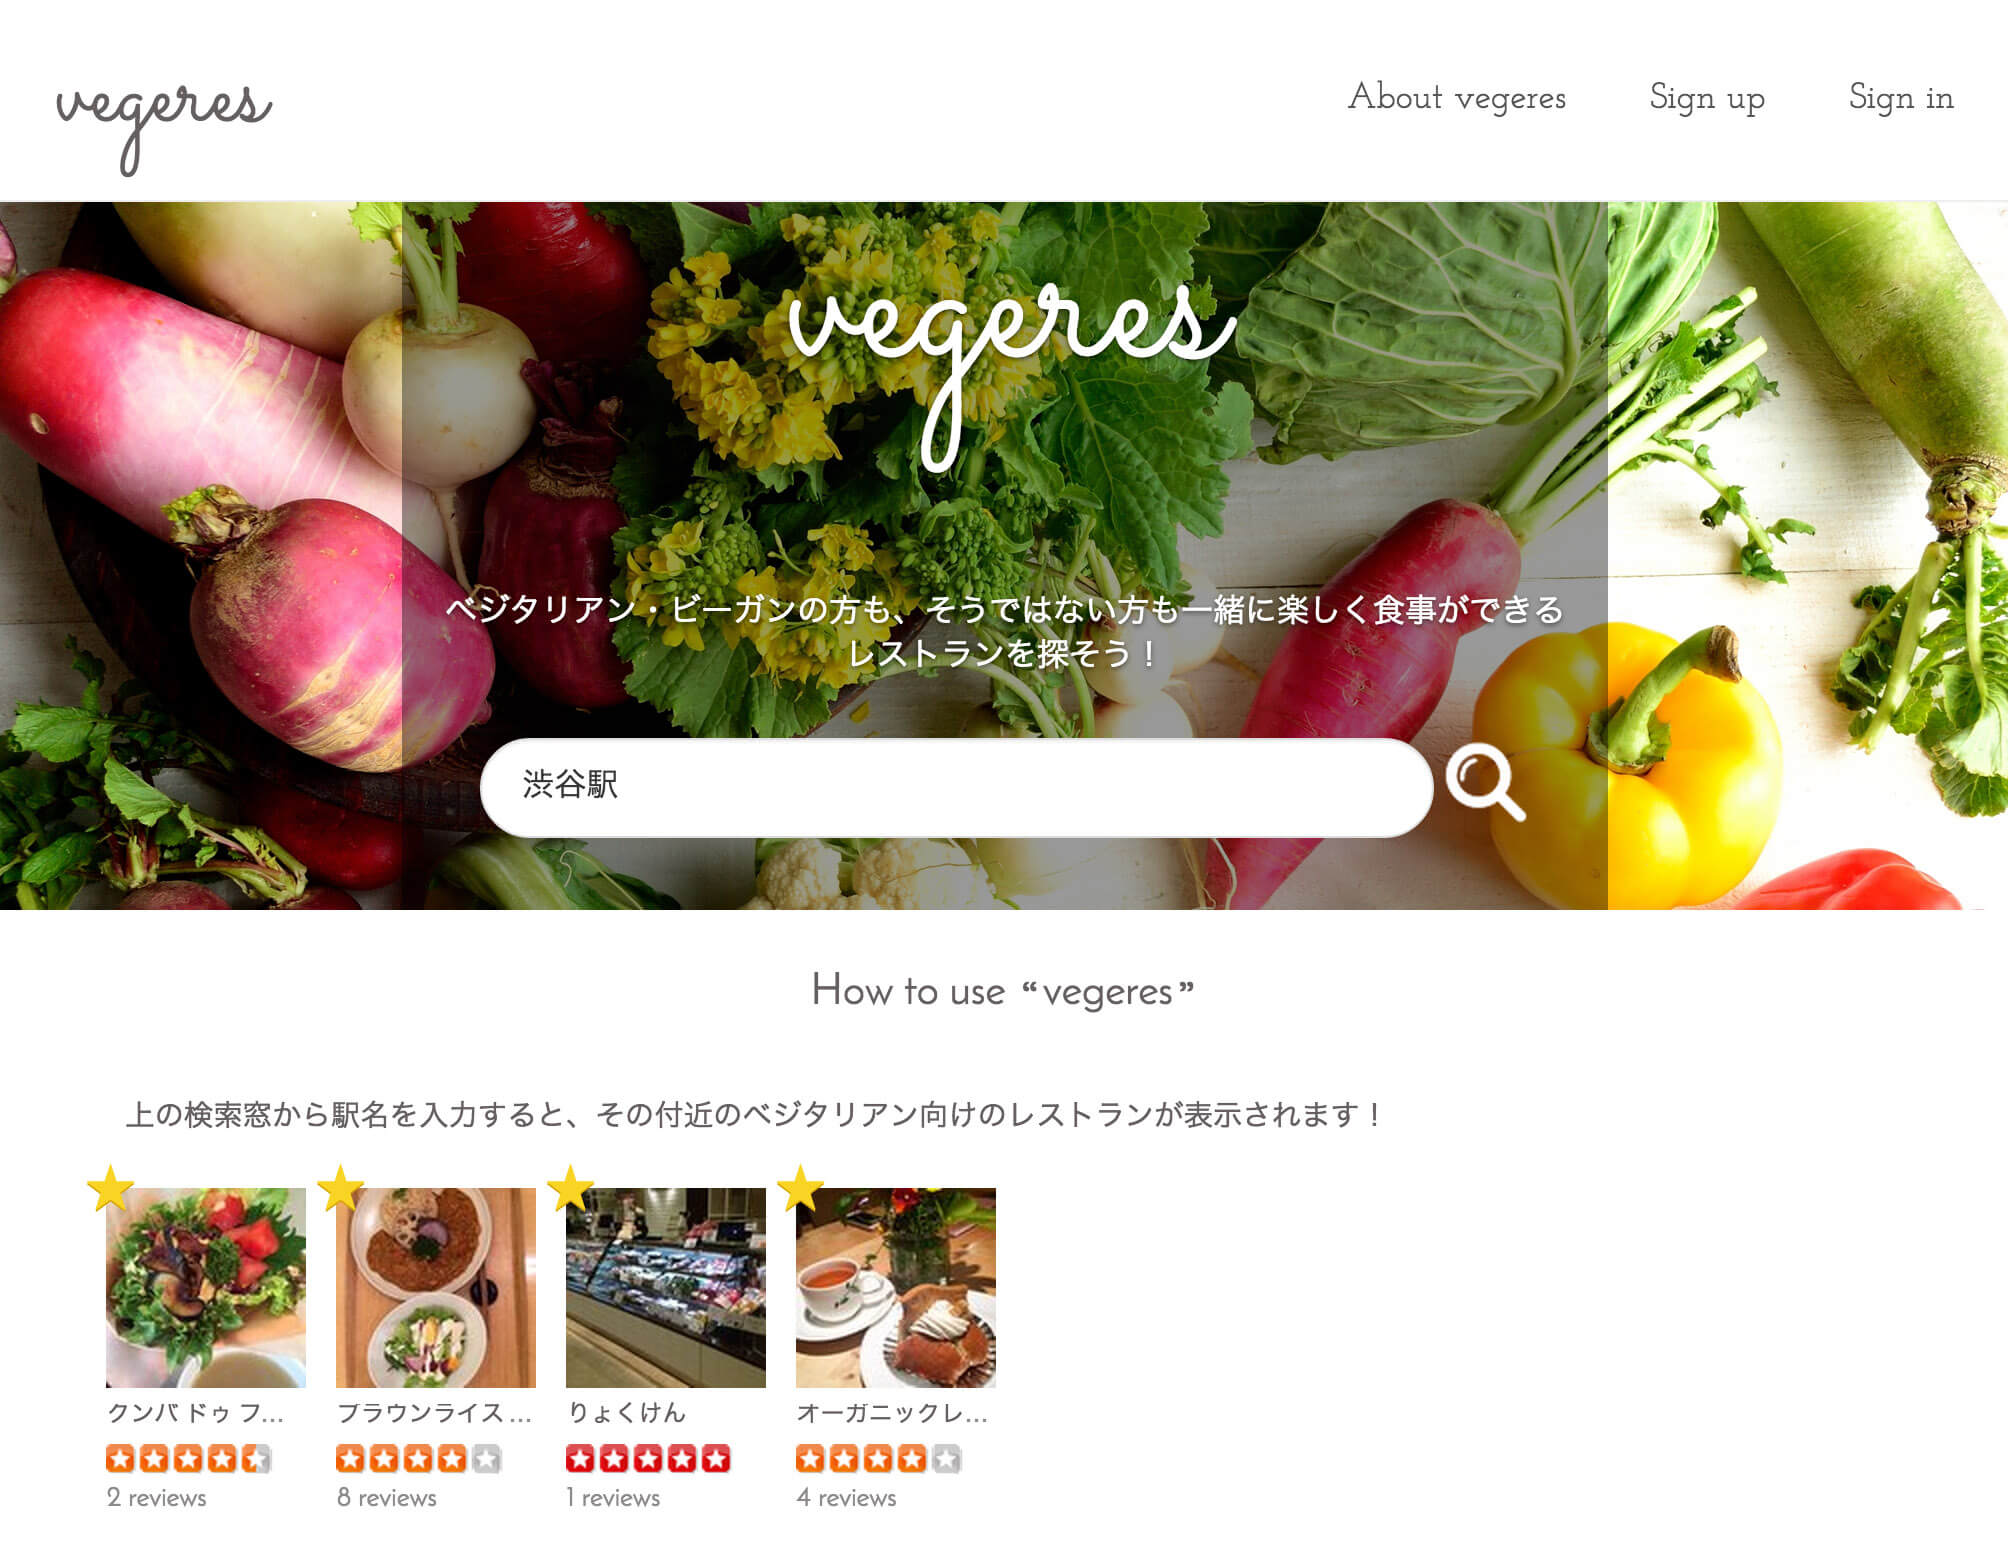 vegeres
About vegeres
Sign up
Sign in
vegeres
ベジタリアン・ビーガンの方も、そうではない方も一緒に楽しく食事ができる
レストランを探そう！
渋谷駅
How to use “vegeres”
上の検索窓から駅名を入力すると、その付近のベジタリアン向けのレストランが表示されます！
クンバ ドゥ フ...
ブラウンライス ...
りょくけん
オーガニックレ...
2 reviews
8 reviews
1 reviews
4 reviews